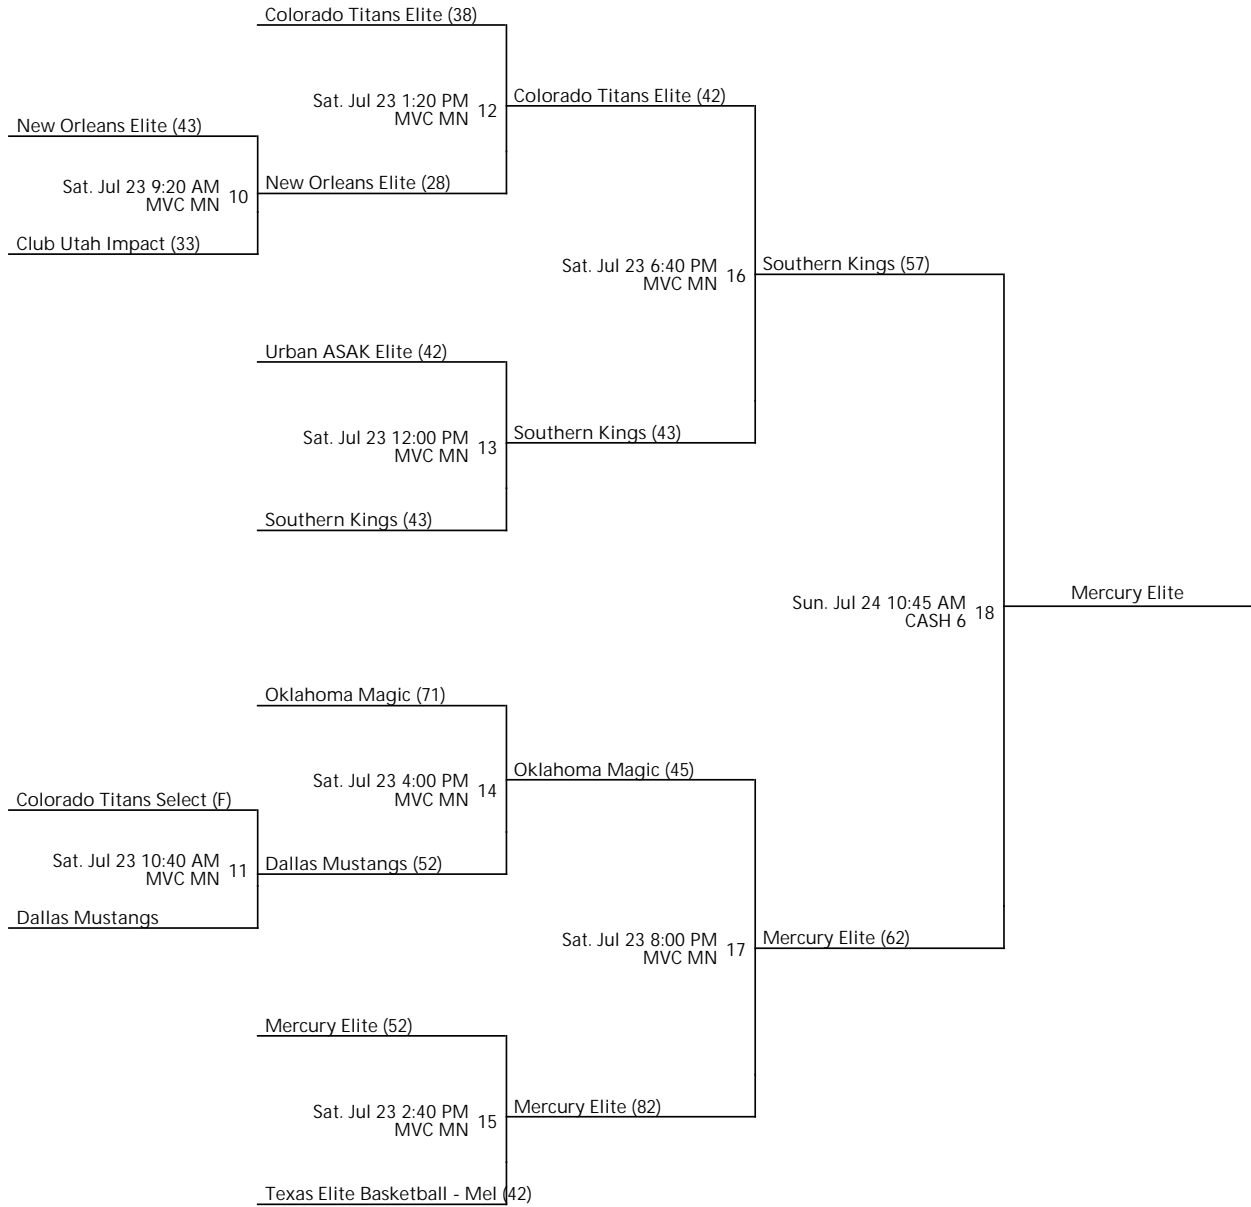 Colorado Titans Elite (38)
Sat. Jul 23 1:20 PM
MVC MN
12
Colorado Titans Elite (42)
New Orleans Elite (43)
Sat. Jul 23 9:20 AM
MVC MN
10
New Orleans Elite (28)
Club Utah Impact (33)
Sat. Jul 23 6:40 PM
MVC MN
16
Southern Kings (57)
Urban ASAK Elite (42)
Sat. Jul 23 12:00 PM
MVC MN
13
Southern Kings (43)
Southern Kings (43)
Sun. Jul 24 10:45 AM
CASH 6
18
Mercury Elite
Oklahoma Magic (71)
Sat. Jul 23 4:00 PM
MVC MN
14
Oklahoma Magic (45)
Colorado Titans Select (F)
Sat. Jul 23 10:40 AM
MVC MN
11
Dallas Mustangs (52)
Dallas Mustangs
Sat. Jul 23 8:00 PM
MVC MN
17
Mercury Elite (62)
Mercury Elite (52)
Sat. Jul 23 2:40 PM
MVC MN
15
Mercury Elite (82)
Texas Elite Basketball - Mel (42)